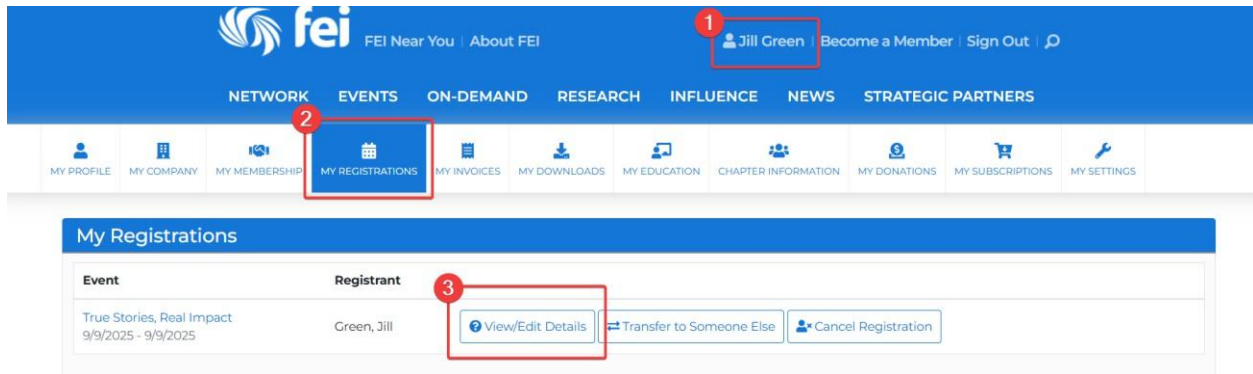 fei FEI Near You | About FEI
1
Jill Green | Become a Member | Sign Out |
NETWORK EVENTS ON-DEMAND RESEARCH INFLUENCE NEWS STRATEGIC PARTNERS
2
MY PROFILE MY COMPANY MY MEMBERSHIP MY REGISTRATIONS MY INVOICES MY DOWNLOADS MY EDUCATION CHAPTER INFORMATION MY DONATIONS MY SUBSCRIPTIONS MY SETTINGS
My Registrations
Event Registrant
3
True Stories, Real Impact
9/9/2025 - 9/9/2025
Green, Jill
View/Edit Details Transfer to Someone Else Cancel Registration